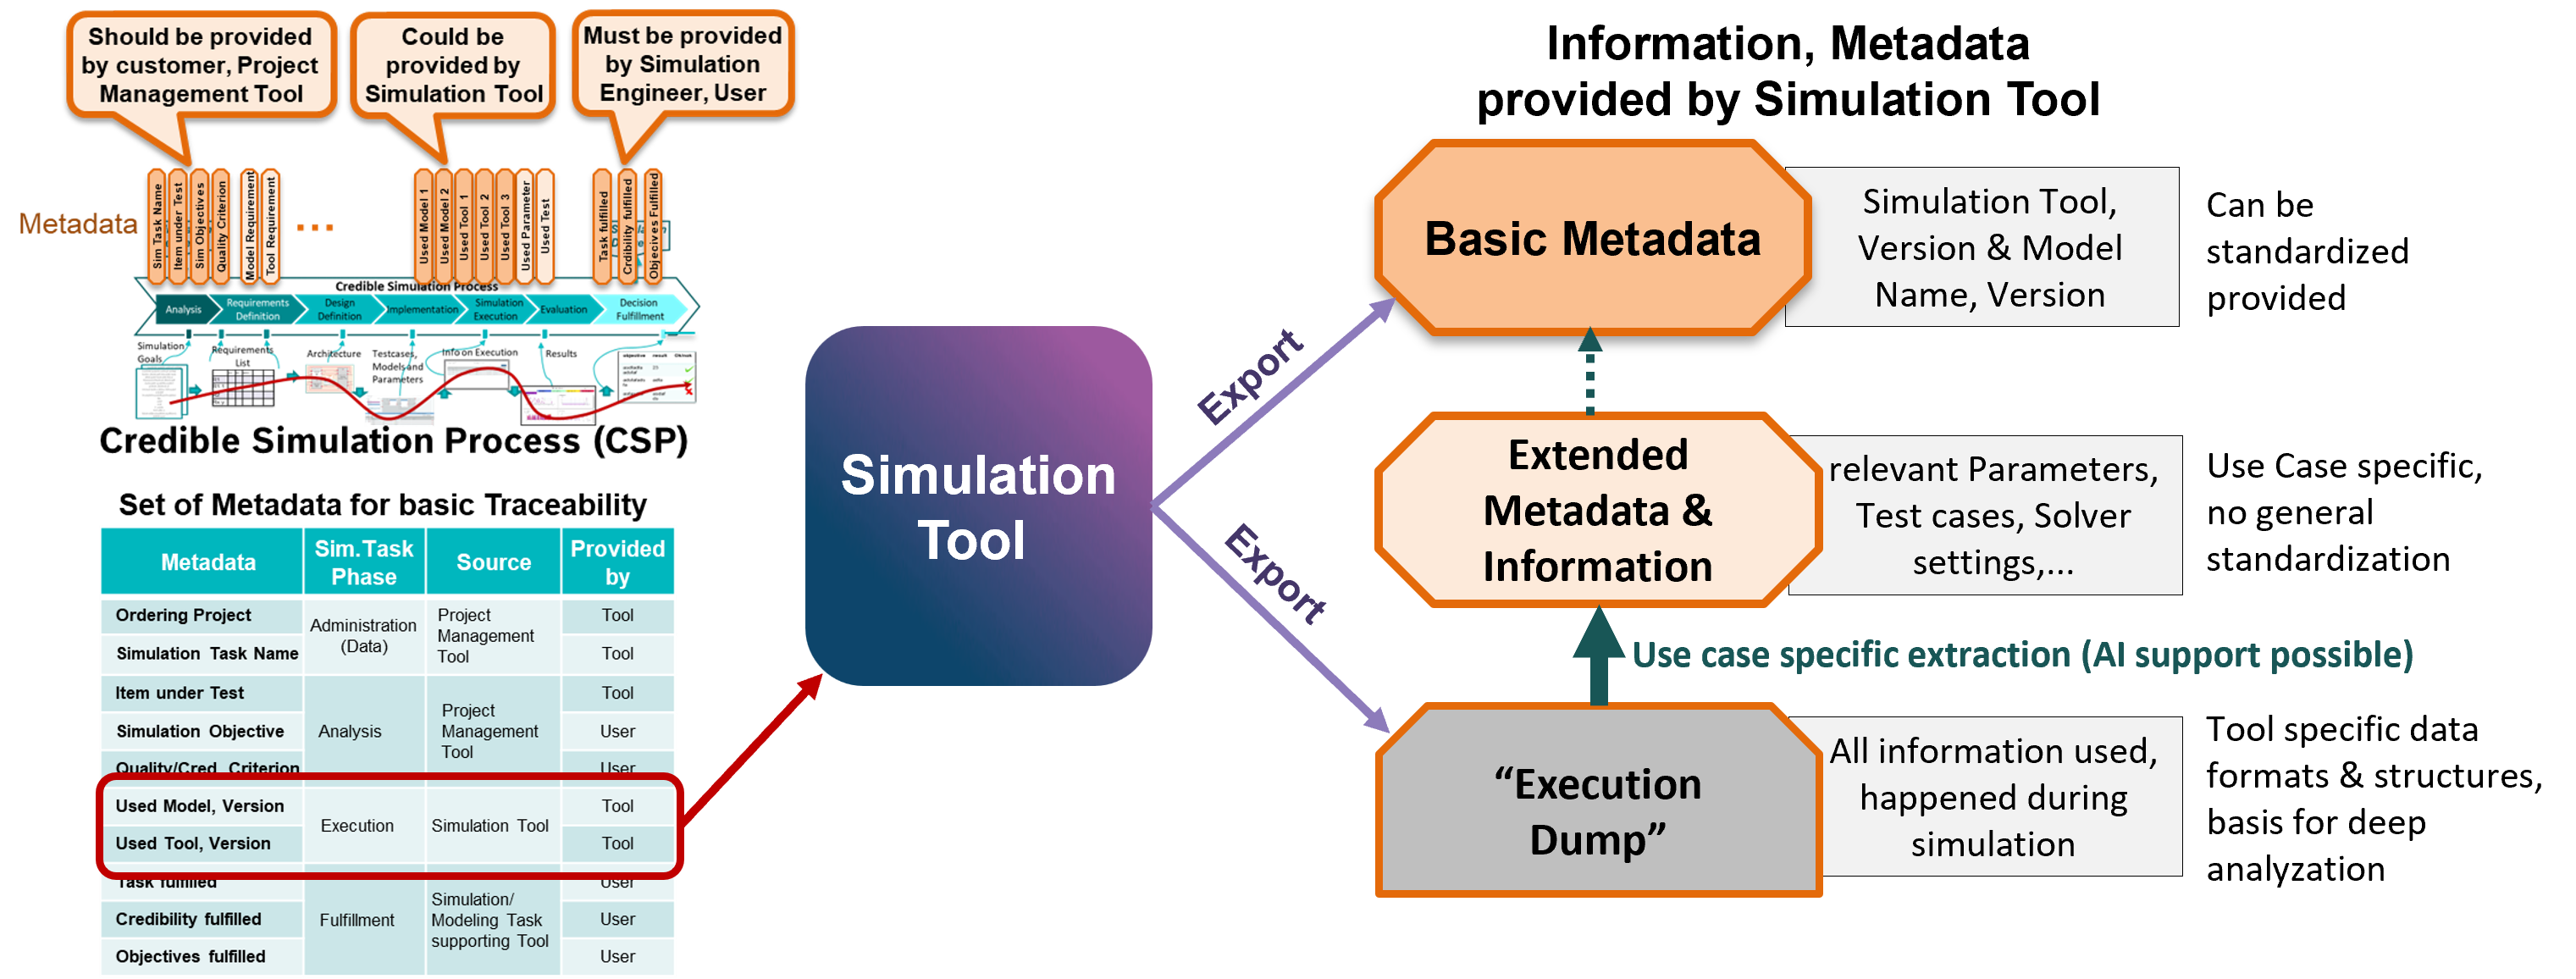 Should be provided
by customer, Project
Management Tool
Could be
provided by
Simulation Tool
Must be provided
by Simulation
Engineer, User
Metadata
Sim Task Name
Item under Test
Sim Objectives
Quality Criterion
Model Requirement
Tool Requirement
...
Used Model 1
Used Model 2
Used Tool 1
Used Tool 2
Used Tool 3
Used Parameter
Used Test
Task fulfilled
Crdibility fulfilled
Objecives Fulfilled
Credible Simulation Process
Analysis
Requirements
Definition
Design
Definition
Implementation
Simulation
Execution
Evaluation
Decision
Fulfillment
Simulation
Goals
Requirements
List
Architecture
Testcases,
Models and
Parameters
Info on Execution
Results
objective result
Credible Simulation Process (CSP)
Set of Metadata for basic Traceability
Metadata
Sim.Task
Phase
Source
Provided
by
Ordering Project
Administration
(Data)
Project
Management
Tool
Tool
Simulation Task Name
Tool
Item under Test
Analysis
Project
Management
Tool
Tool
Simulation Objective
User
Quality/Cred. Criterion
User
Used Model, Version
Execution
Simulation Tool
Tool
Used Tool, Version
Tool
Task fulfilled
Fulfillment
Simulation/
Modeling Task
supporting Tool
User
Credibility fulfilled
User
Objectives fulfilled
User
Simulation
Tool
Export
Export
Information, Metadata
provided by Simulation Tool
Basic Metadata
Simulation Tool,
Version & Model
Name, Version
Can be
standardized
provided
Extended
Metadata &
Information
relevant Parameters,
Test cases, Solver
settings,...
Use Case specific,
no general
standardization
Use case specific extraction (AI support possible)
“Execution
Dump”
All information used,
happened during
simulation
Tool specific data
formats & structures,
basis for deep
analyzation